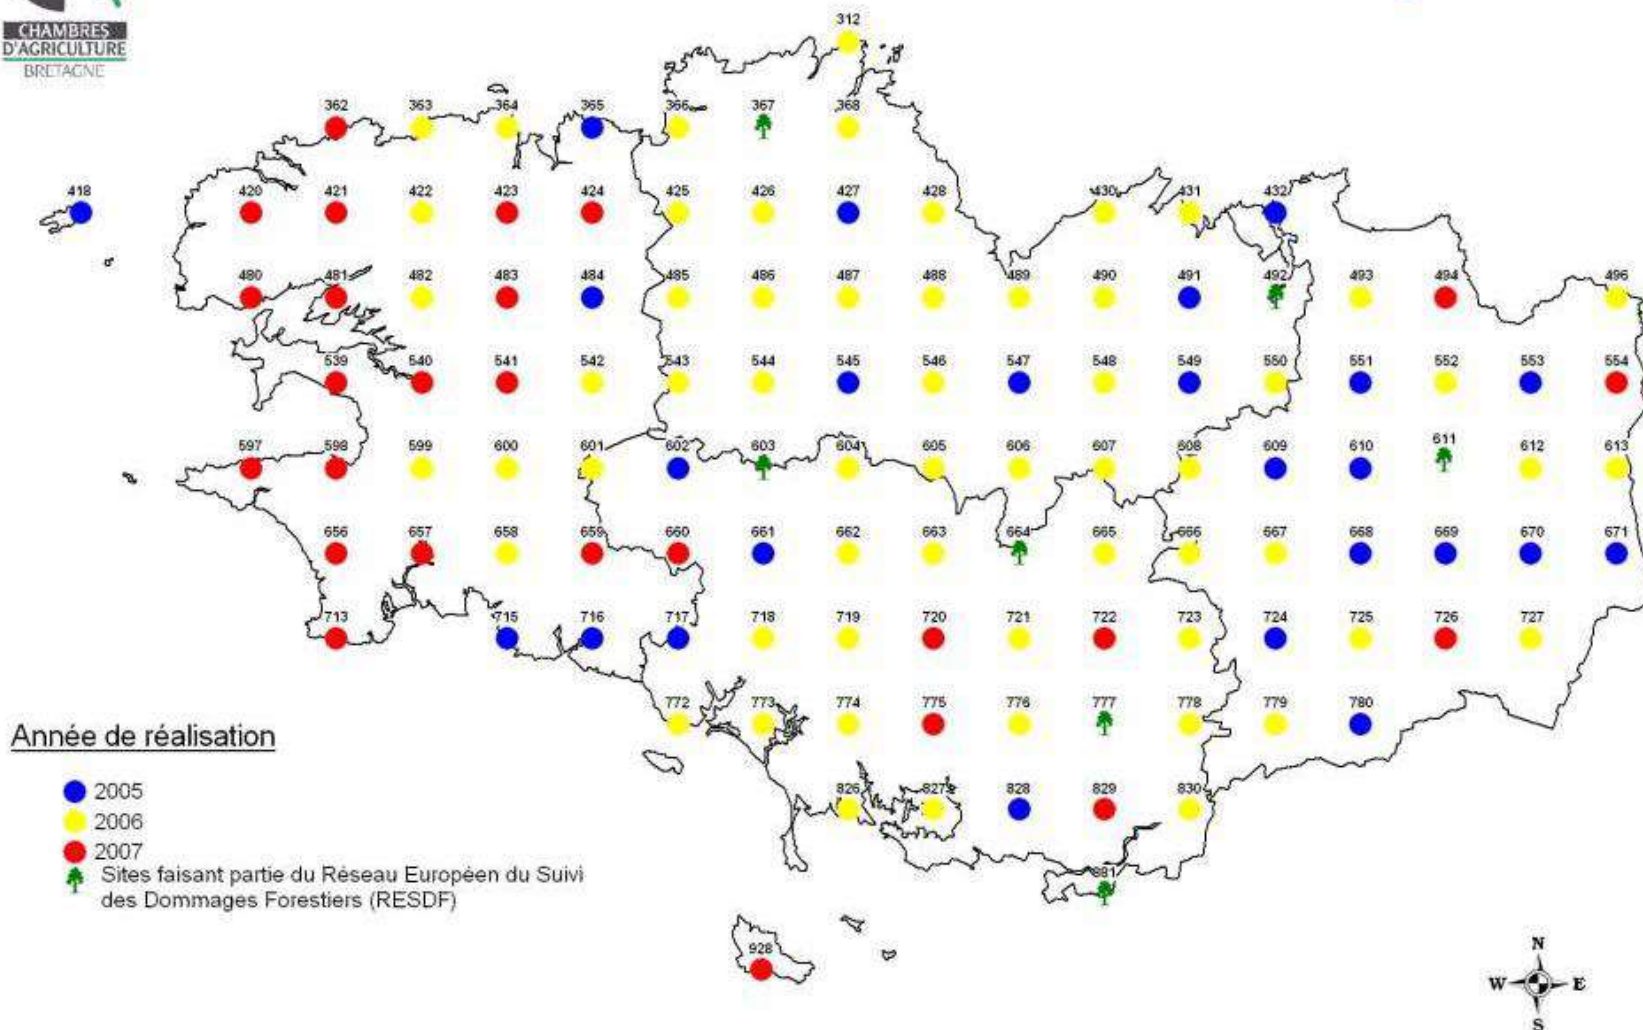 CHAMBRES
D'AGRICULTURE
BRETAGNE
312
362 363 364 365 366 367 368
418 420 421 422 423 424 425 426 427 428 430 431 432
480 481 482 483 484 485 486 487 488 489 490 491 492 493 494 496
539 540 541 542 543 544 545 546 547 548 549 550 551 552 553 554
597 598 599 600 601 602 603 604 605 606 607 608 609 610 611 612 613
656 657 658 659 660 661 662 663 664 665 666 667 668 669 670 671
713 715 716 717 718 719 720 721 722 723 724 725 726 727
772 773 774 775 776 777 778 779 780
826 827 828 829 830
881
928
Année de réalisation
2005
2006
2007
Sites faisant partie du Réseau Européen du Suivi
des Dommages Forestiers (RESDF)
N
W E
S